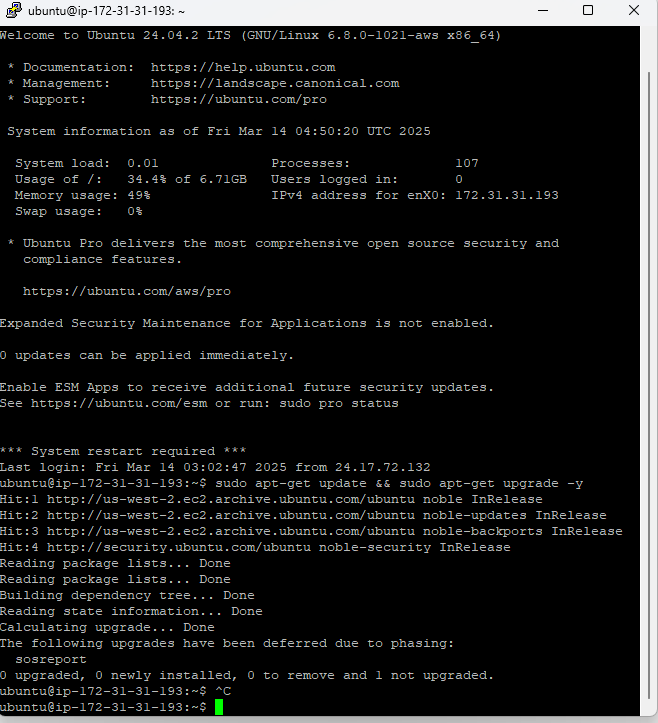 ubuntu@ip-172-31-31-193: ~
Welcome to Ubuntu 24.04.2 LTS (GNU/Linux 6.8.0-1021-aws x86_64)
* Documentation:  https://help.ubuntu.com
* Management:     https://landscape.canonical.com
* Support:        https://ubuntu.com/pro
System information as of Fri Mar 14 04:50:20 UTC 2025
System load:  0.01               Processes:             107
Usage of /:   34.4% of 6.71GB   Users logged in:       0
Memory usage: 49%               IPv4 address for enX0: 172.31.31.193
Swap usage:   0%
* Ubuntu Pro delivers the most comprehensive open source security and
compliance features.
https://ubuntu.com/aws/pro
Expanded Security Maintenance for Applications is not enabled.
0 updates can be applied immediately.
Enable ESM Apps to receive additional future security updates.
See https://ubuntu.com/esm or run: sudo pro status
*** System restart required ***
Last login: Fri Mar 14 03:02:47 2025 from 24.17.72.132
ubuntu@ip-172-31-31-193:~$ sudo apt-get update && sudo apt-get upgrade -y
Hit:1 http://us-west-2.ec2.archive.ubuntu.com/ubuntu noble InRelease
Hit:2 http://us-west-2.ec2.archive.ubuntu.com/ubuntu noble-updates InRelease
Hit:3 http://us-west-2.ec2.archive.ubuntu.com/ubuntu noble-backports InRelease
Hit:4 http://security.ubuntu.com/ubuntu noble-security InRelease
Reading package lists... Done
Reading package lists... Done
Building dependency tree... Done
Reading state information... Done
Calculating upgrade... Done
The following upgrades have been deferred due to phasing:
sosreport
0 upgraded, 0 newly installed, 0 to remove and 1 not upgraded.
ubuntu@ip-172-31-31-193:~$ ^C
ubuntu@ip-172-31-31-193:~$